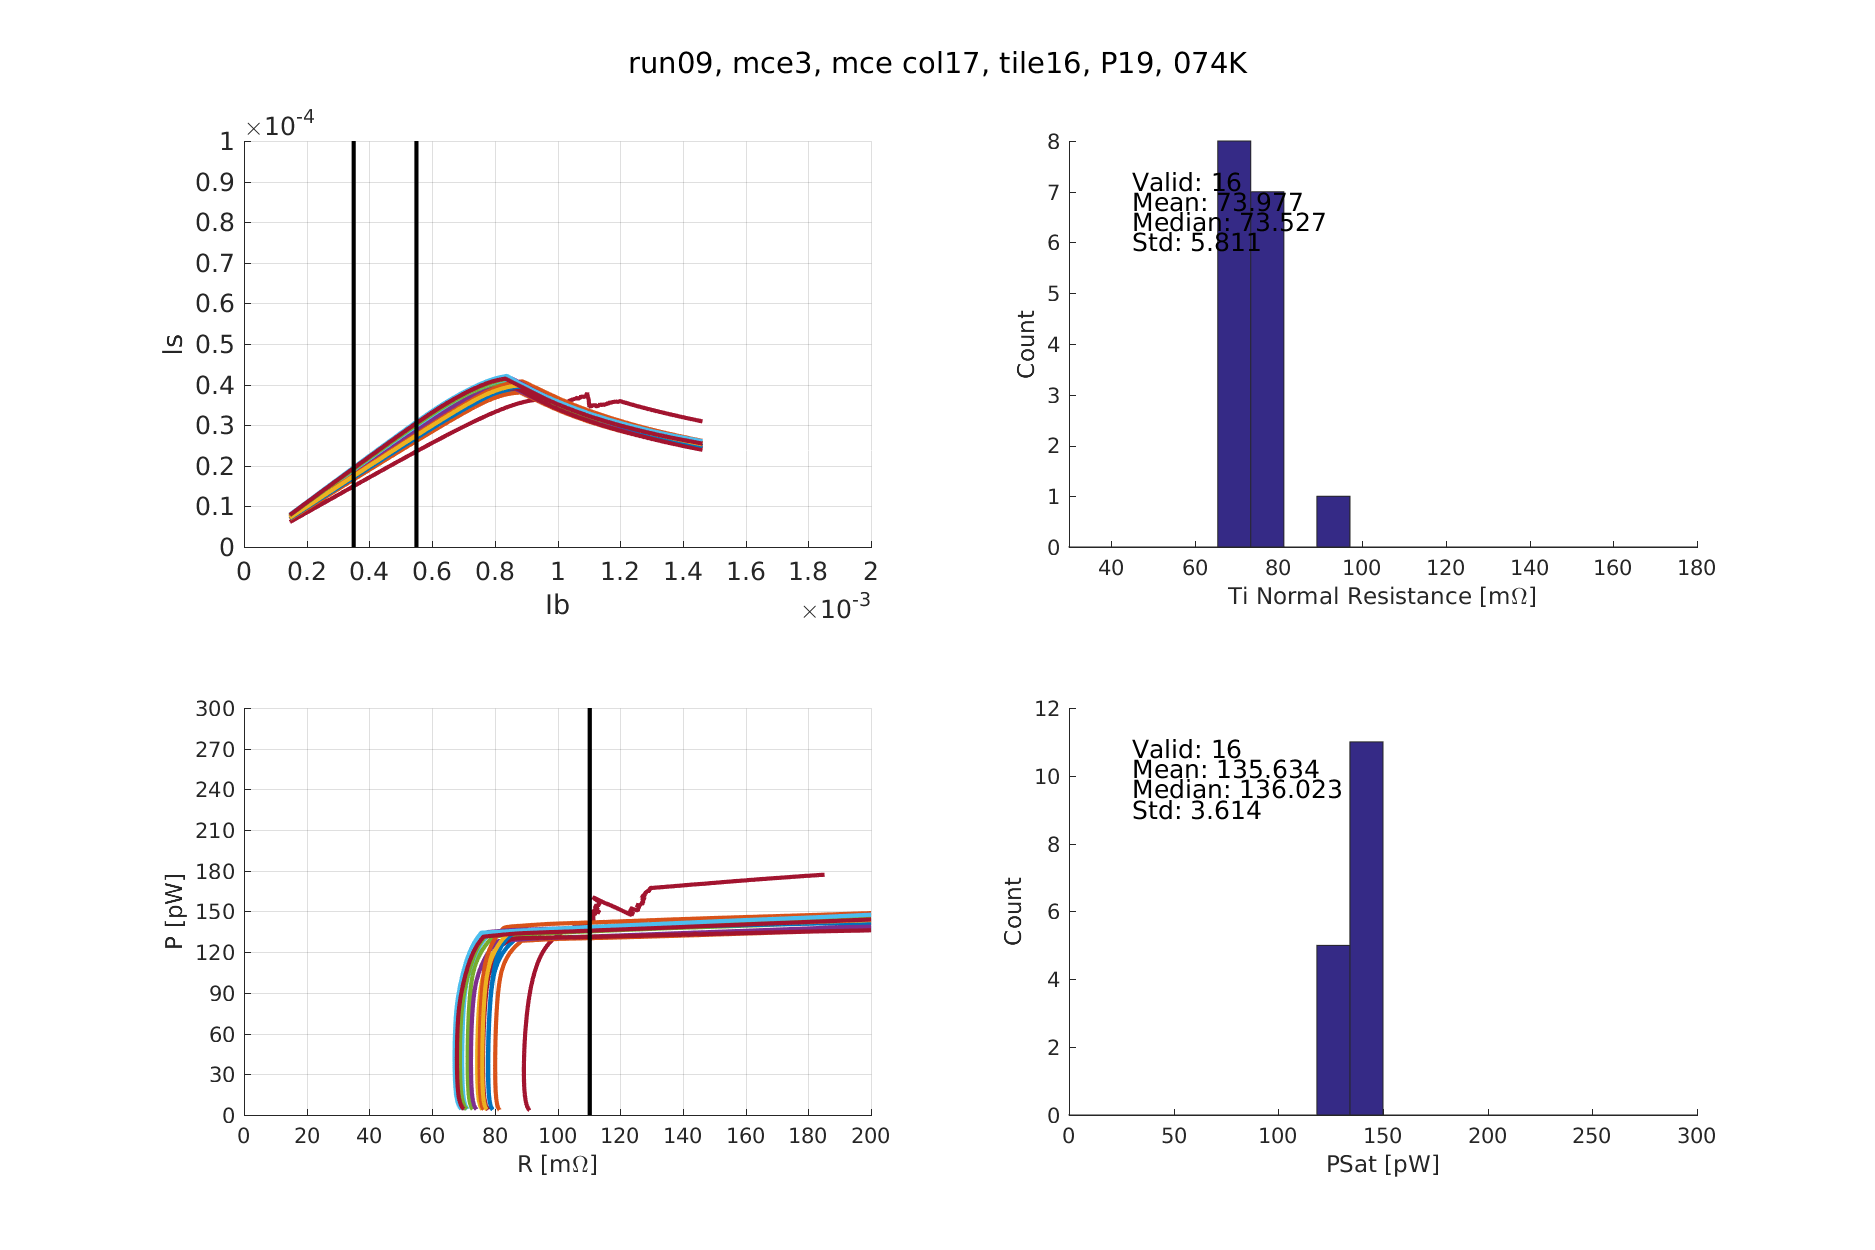 run09, mce3, mce col17, tile16, P19, 074K
×10-4
1
0.9
0.8
0.7
0.6
0.5
0.4
0.3
0.2
0.1
0
Is
0 0.2 0.4 0.6 0.8 1 1.2 1.4 1.6 1.8 2
Ib
×10-3
8
7
6
5
4
3
2
1
0
Count
Valid: 16
Mean: 73.977
Median: 73.527
Std: 5.811
40 60 80 100 120 140 160 180
Ti Normal Resistance [mΩ]
300
270
240
210
180
150
120
90
60
30
0
P [pW]
0 20 40 60 80 100 120 140 160 180 200
R [mΩ]
12
10
8
6
4
2
0
Count
Valid: 16
Mean: 135.634
Median: 136.023
Std: 3.614
0 50 100 150 200 250 300
PSat [pW]